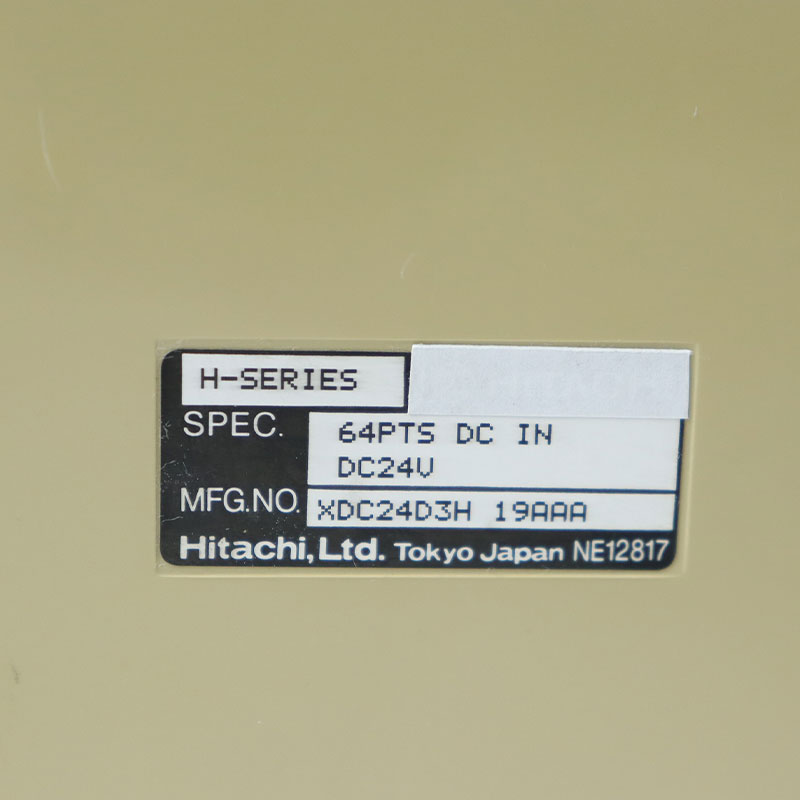 H-SERIES
SPEC. 64PTS DC IN
DC24V
MFG.NO. XDC24D3H 19AAA
Hitachi, Ltd. Tokyo Japan NE12817